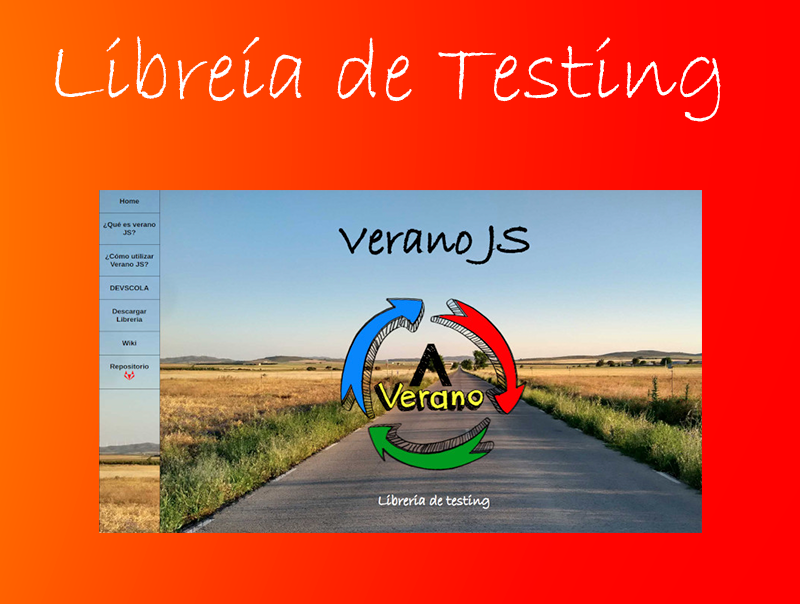 Libreía de Testing
Home
¿Qué es verano
JS?
¿Cómo utilizar
Verano JS?
DEVSCOLA
Descargar
Libreria
Wiki
Repositorio
Verano JS
Verano
Librería de testing